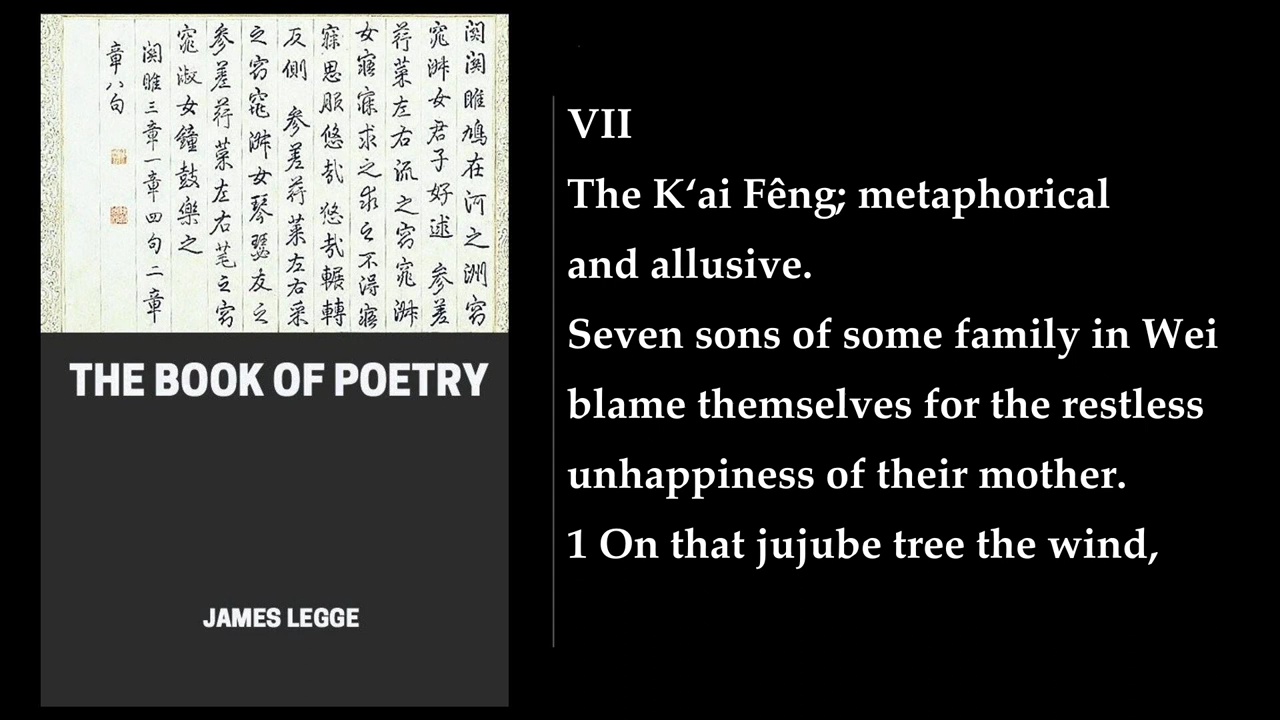 関関雎鳩在河之洲窈
窕淑女君子好逑 参差
荇菜左右流之窈窕淑
女寤寐求之求之不得寤
寐思服悠哉悠哉輾轉
反側 参差荇菜左右采
之窈窕淑女琴瑟友之
参差荇菜左右芼之窈
窕淑女鐘鼓樂之
関雎三章一章四句二章
章八句
THE BOOK OF POETRY
JAMES LEGGE
VII
The K‘ai Fêng; metaphorical
and allusive.
Seven sons of some family in Wei
blame themselves for the restless
unhappiness of their mother.
1 On that jujube tree the wind,